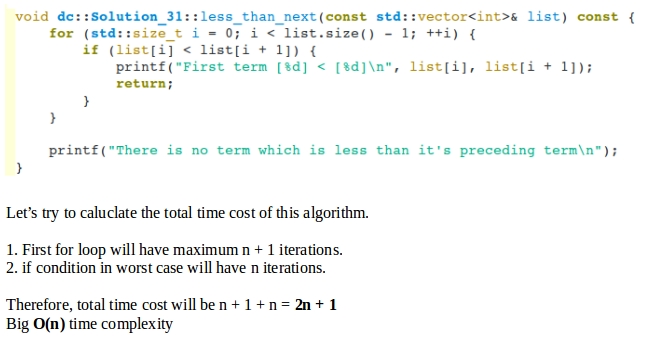 void dc::Solution_31::less_than_next(const std::vector<int>& list) const {
for (std::size_t i = 0; i < list.size() - 1; ++i) {
if (list[i] < list[i + 1]) {
printf("First term [%d] < [%d]\n", list[i], list[i + 1]);
return;
}
}
printf("There is no term which is less than it's preceding term\n");
}
Let's try to caluclate the total time cost of this algorithm.
1. First for loop will have maximum n + 1 iterations.
2. if condition in worst case will have n iterations.
Therefore, total time cost will be n + 1 + n = 2n + 1
Big O(n) time complexity